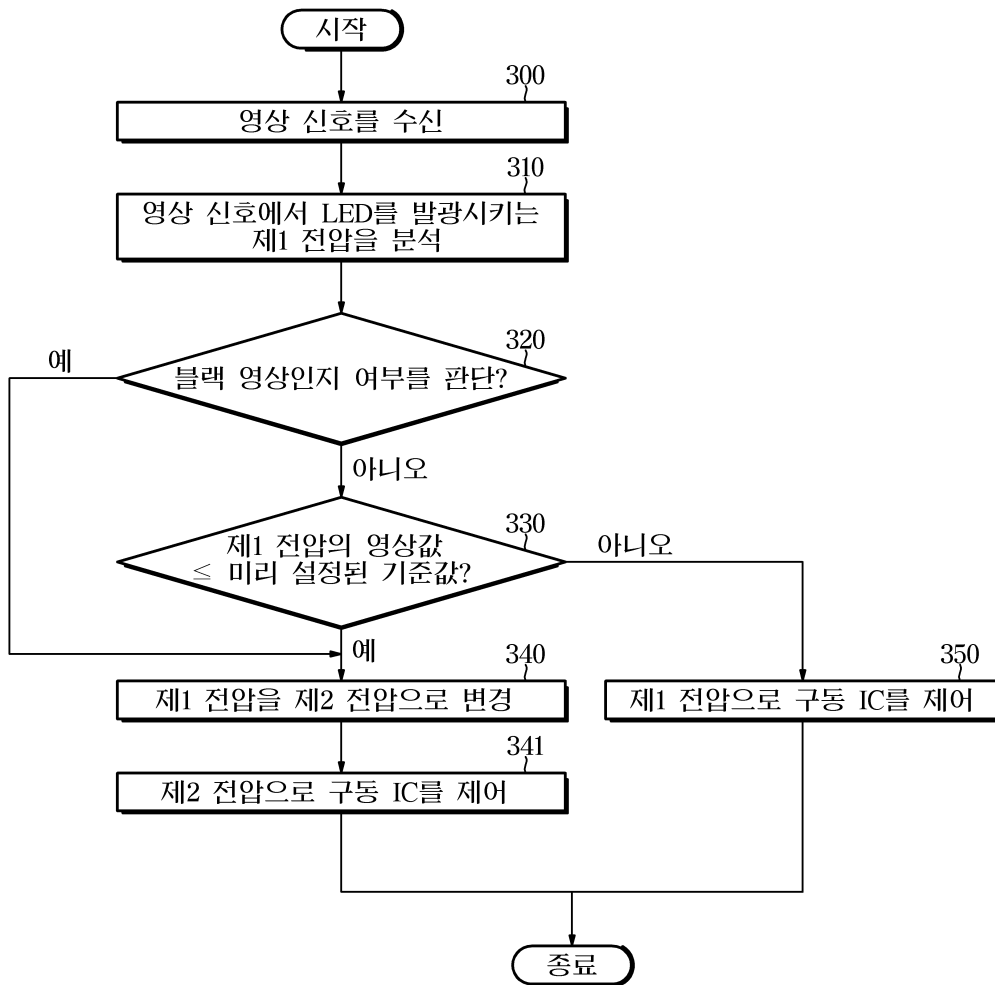 시작
300
영상 신호를 수신
310
영상 신호에서 LED를 발광시키는
제1 전압을 분석
320
예
블랙 영상인지 여부를 판단?
아니오
330
제1 전압의 영상값
≤ 미리 설정된 기준값?
아니오
예
340
제1 전압을 제2 전압으로 변경
350
제1 전압으로 구동 IC를 제어
341
제2 전압으로 구동 IC를 제어
종료